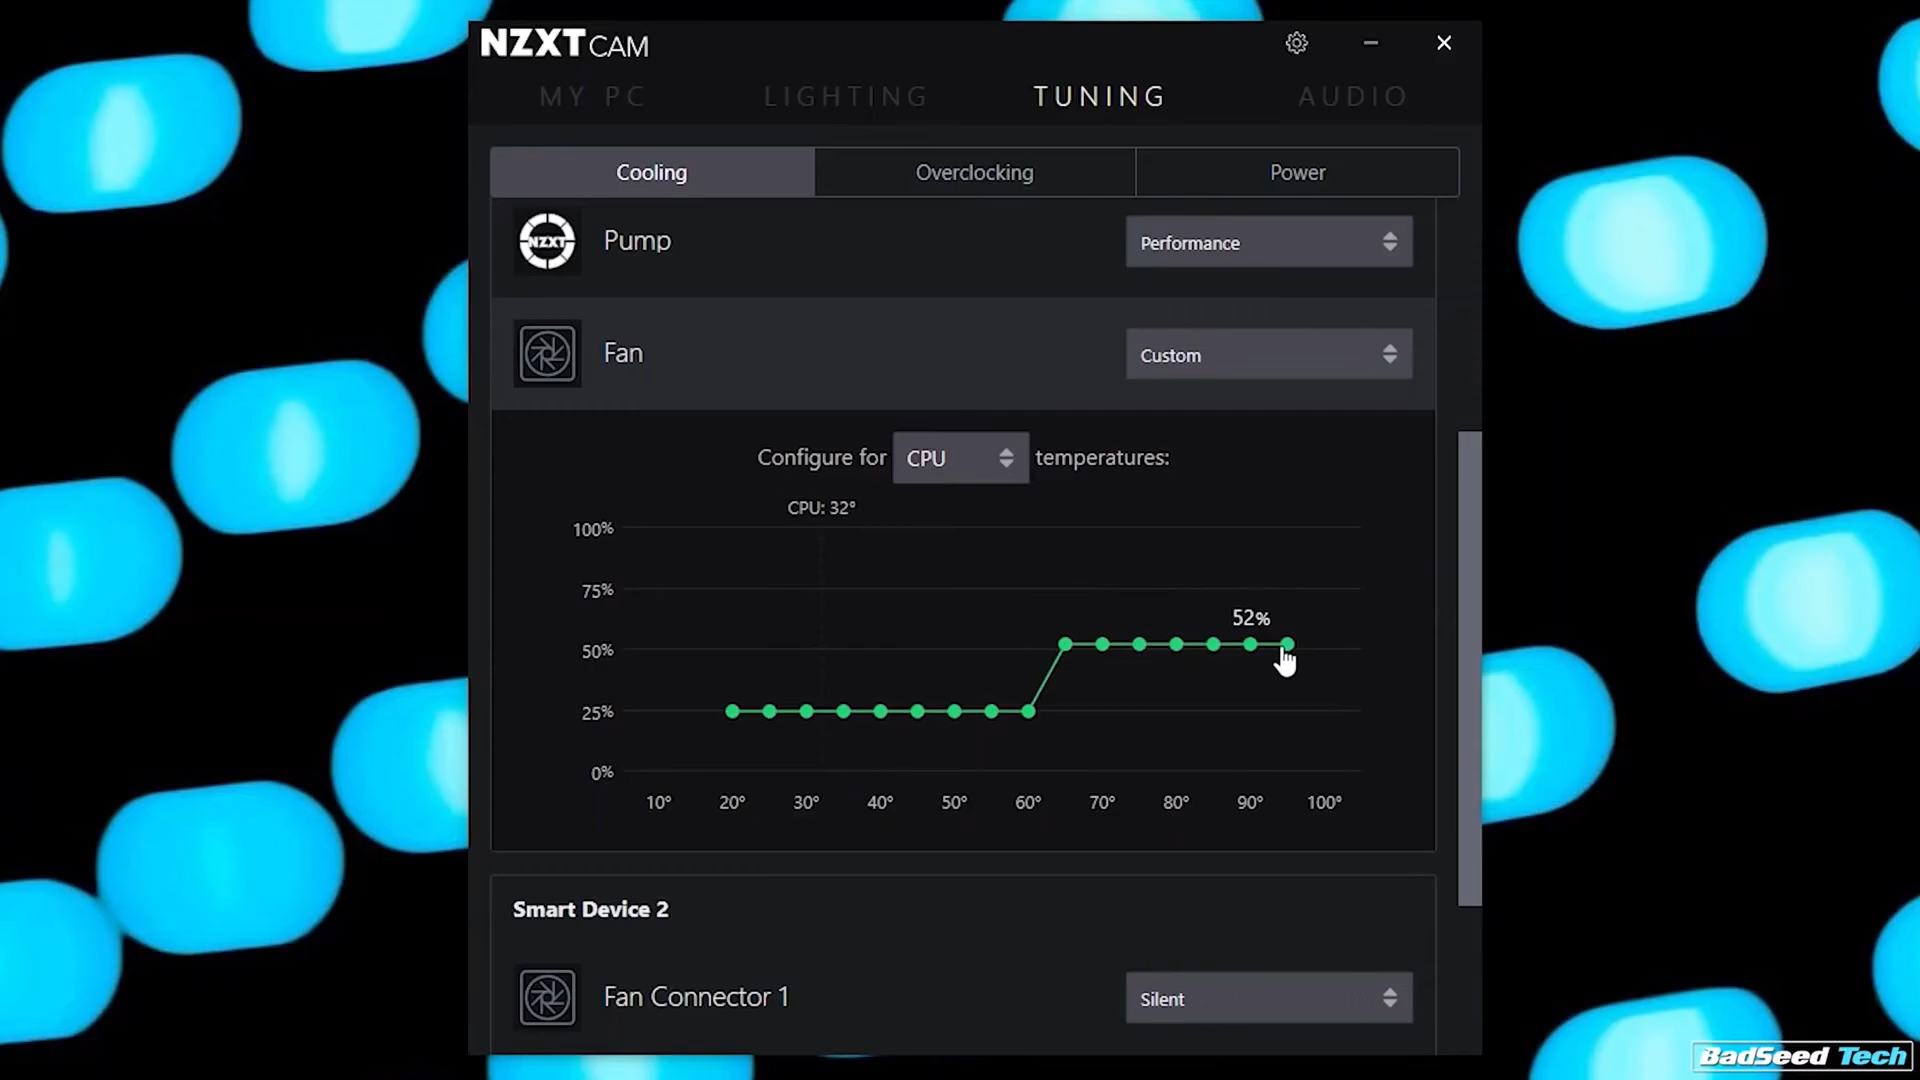 NZXT CAM
MY PC LIGHTING TUNING AUDIO
Cooling Overclocking Power
NZXT Pump Performance
Fan Custom
Configure for CPU temperatures:
CPU: 32°
100%
75%
52%
50%
25%
0%
10° 20° 30° 40° 50° 60° 70° 80° 90° 100°
Smart Device 2
Fan Connector 1 Silent
BadSeed Tech